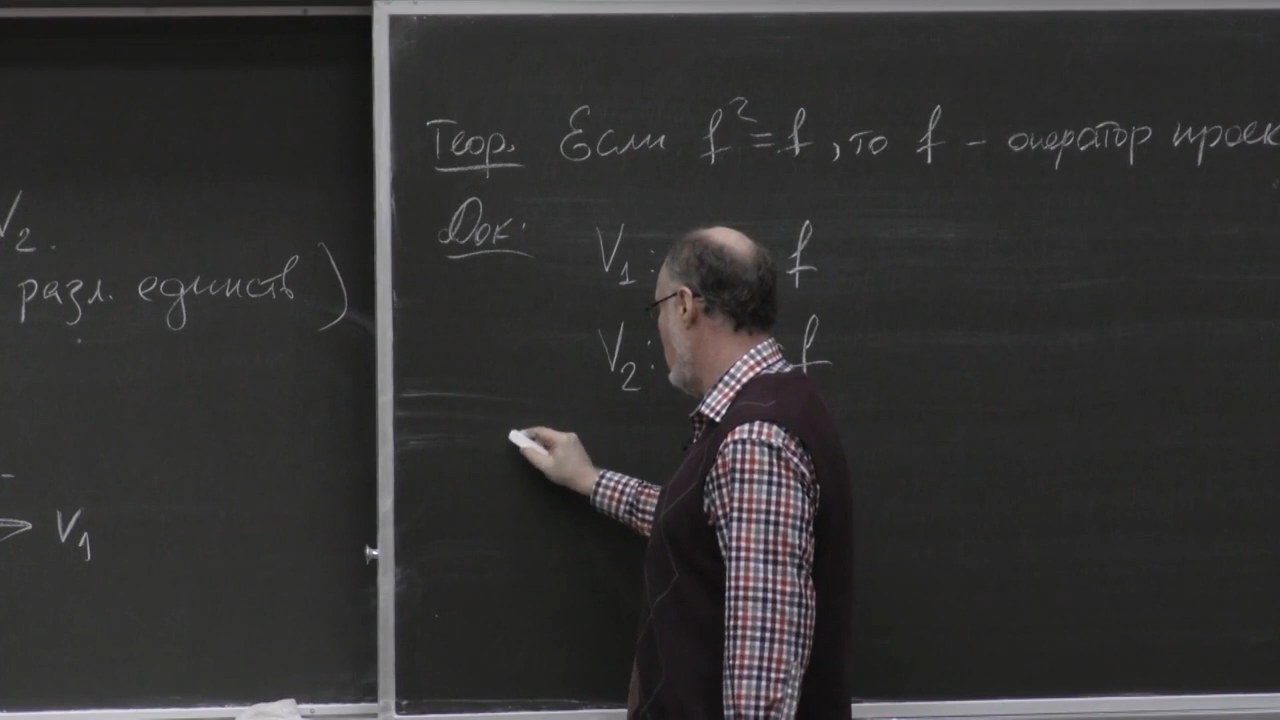 V₂.
разл. единств)
V₁
Теор. Если f² = f, то f – оператор проек
Док: V₁: f
V₂: f